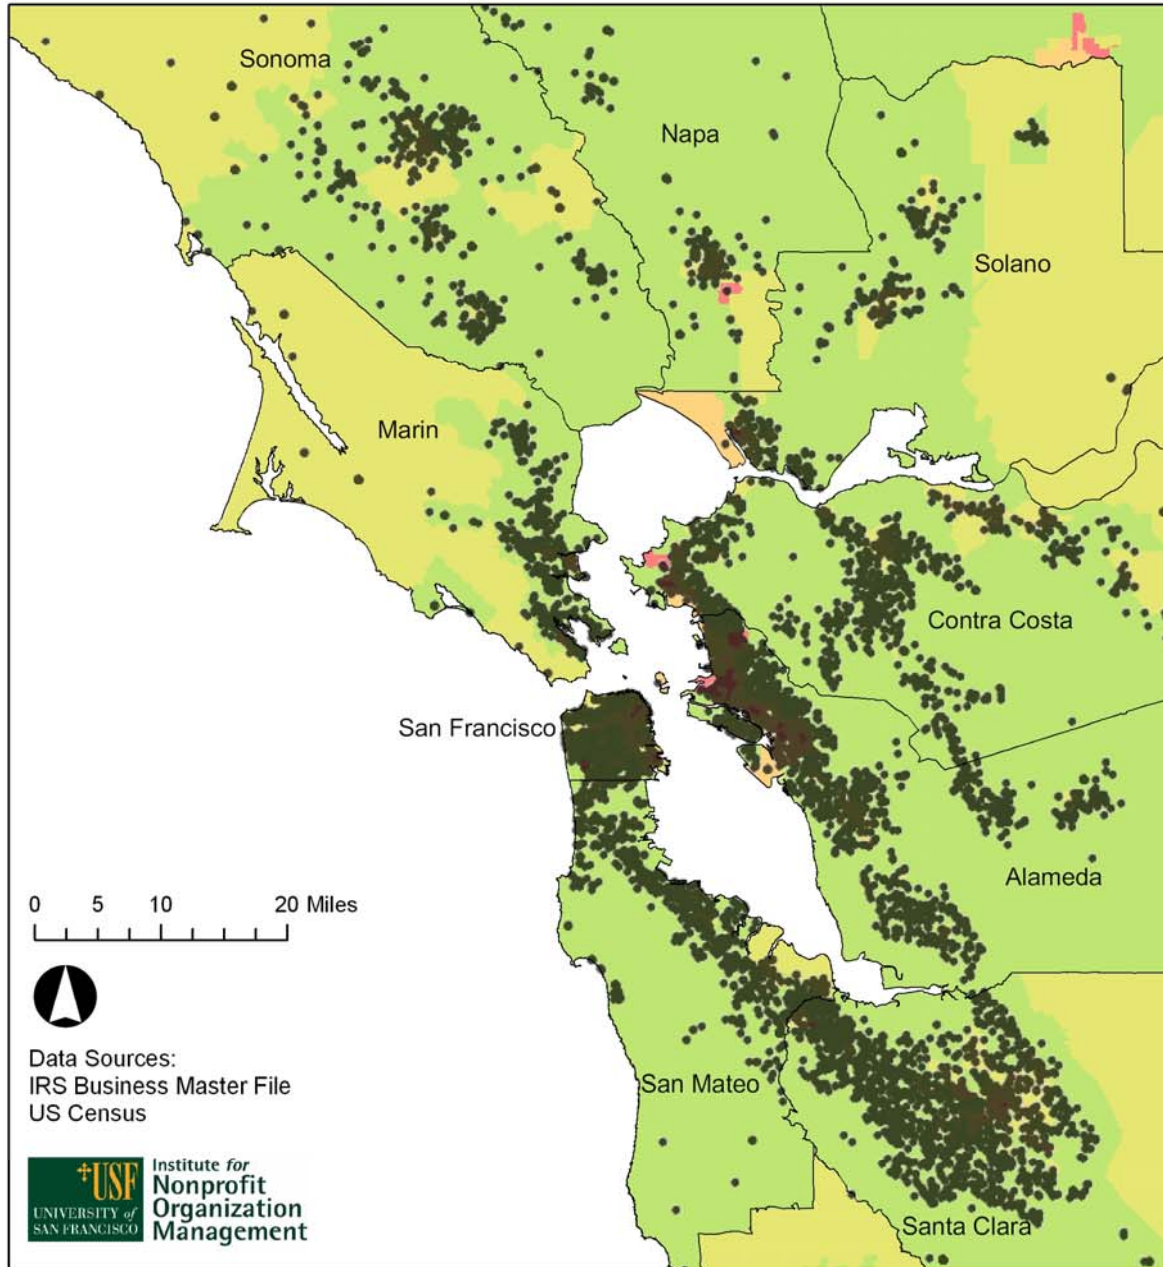 Sonoma
Napa
Solano
Marin
Contra Costa
San Francisco
Alameda
0 5 10 20 Miles
Data Sources:
IRS Business Master File
US Census
San Mateo
Santa Clara
USF
UNIVERSITY of
SAN FRANCISCO
Institute for
Nonprofit
Organization
Management